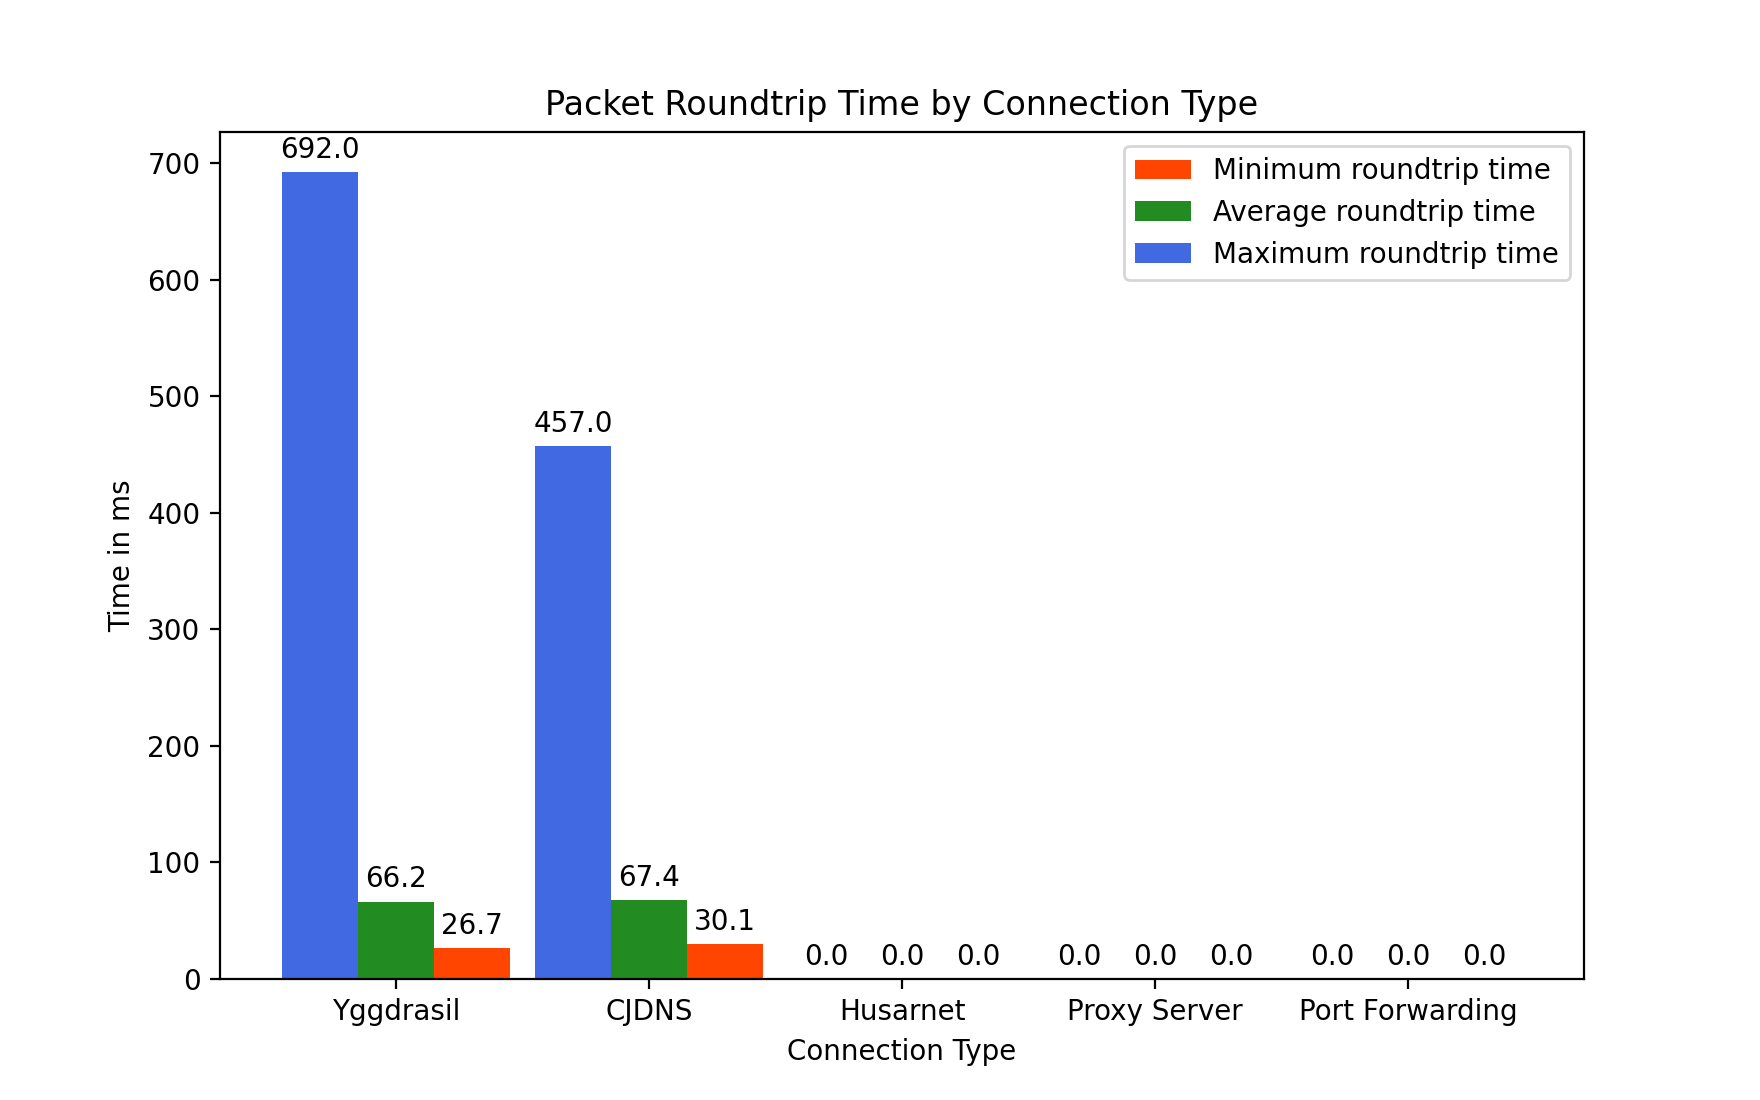 Packet Roundtrip Time by Connection Type
Minimum roundtrip time
Average roundtrip time
Maximum roundtrip time
Time in ms
700
600
500
400
300
200
100
0
692.0
66.2
26.7
457.0
67.4
30.1
0.0 0.0 0.0 0.0 0.0 0.0 0.0 0.0 0.0
Yggdrasil CJDNS Husarnet Proxy Server Port Forwarding
Connection Type